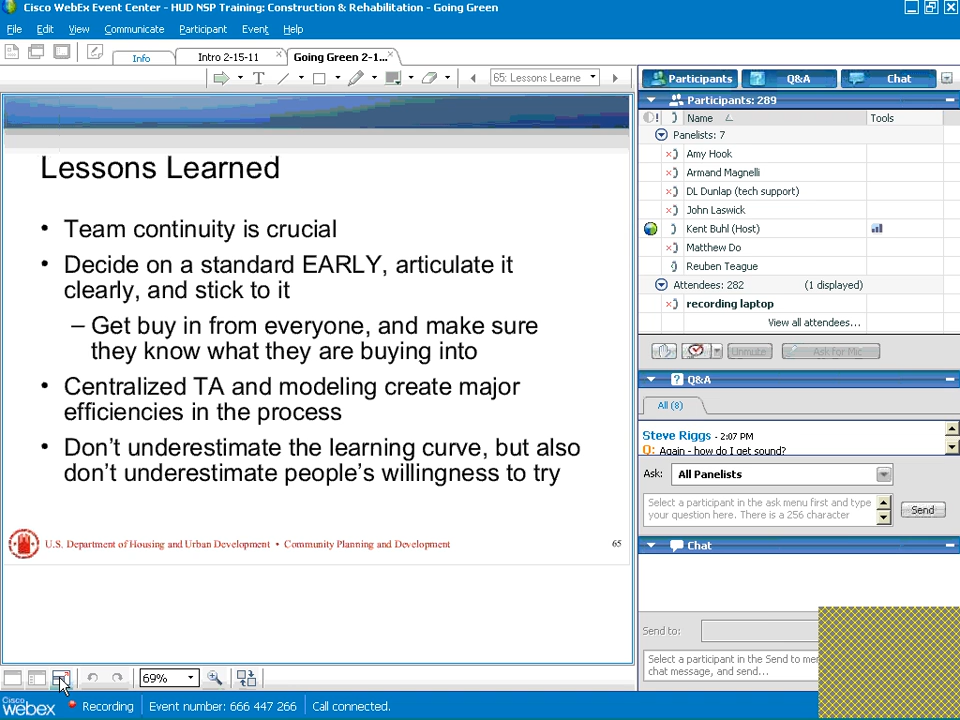 Cisco WebEx Event Center - HUD NSP Training: Construction & Rehabilitation - Going Green
File Edit View Communicate Participant Event Help
Info Intro 2-15-11 Going Green 2-1...
65: Lessons Learne
Lessons Learned
• Team continuity is crucial
• Decide on a standard EARLY, articulate it
clearly, and stick to it
– Get buy in from everyone, and make sure
they know what they are buying into
• Centralized TA and modeling create major
efficiencies in the process
• Don't underestimate the learning curve, but also
don't underestimate people's willingness to try
U.S. Department of Housing and Urban Development • Community Planning and Development 65
69%
Cisco webex Recording Event number: 666 447 266 Call connected.
Participants Q&A Chat
Participants: 289
Name Tools
Panelists: 7
Amy Hook
Armand Magnelli
DL Dunlap (tech support)
John Laswick
Kent Buhl (Host)
Matthew Do
Reuben Teague
Attendees: 282 (1 displayed)
recording laptop
View all attendees...
Unmute Ask for Mic
Q&A
All (8)
Steve Riggs - 2:07 PM
Q: Again - how do I get sound?
Ask: All Panelists
Select a participant in the ask menu first and type
your question here. There is a 256 character
Send
Chat
Send to:
Select a participant in the Send to me
chat message, and send...